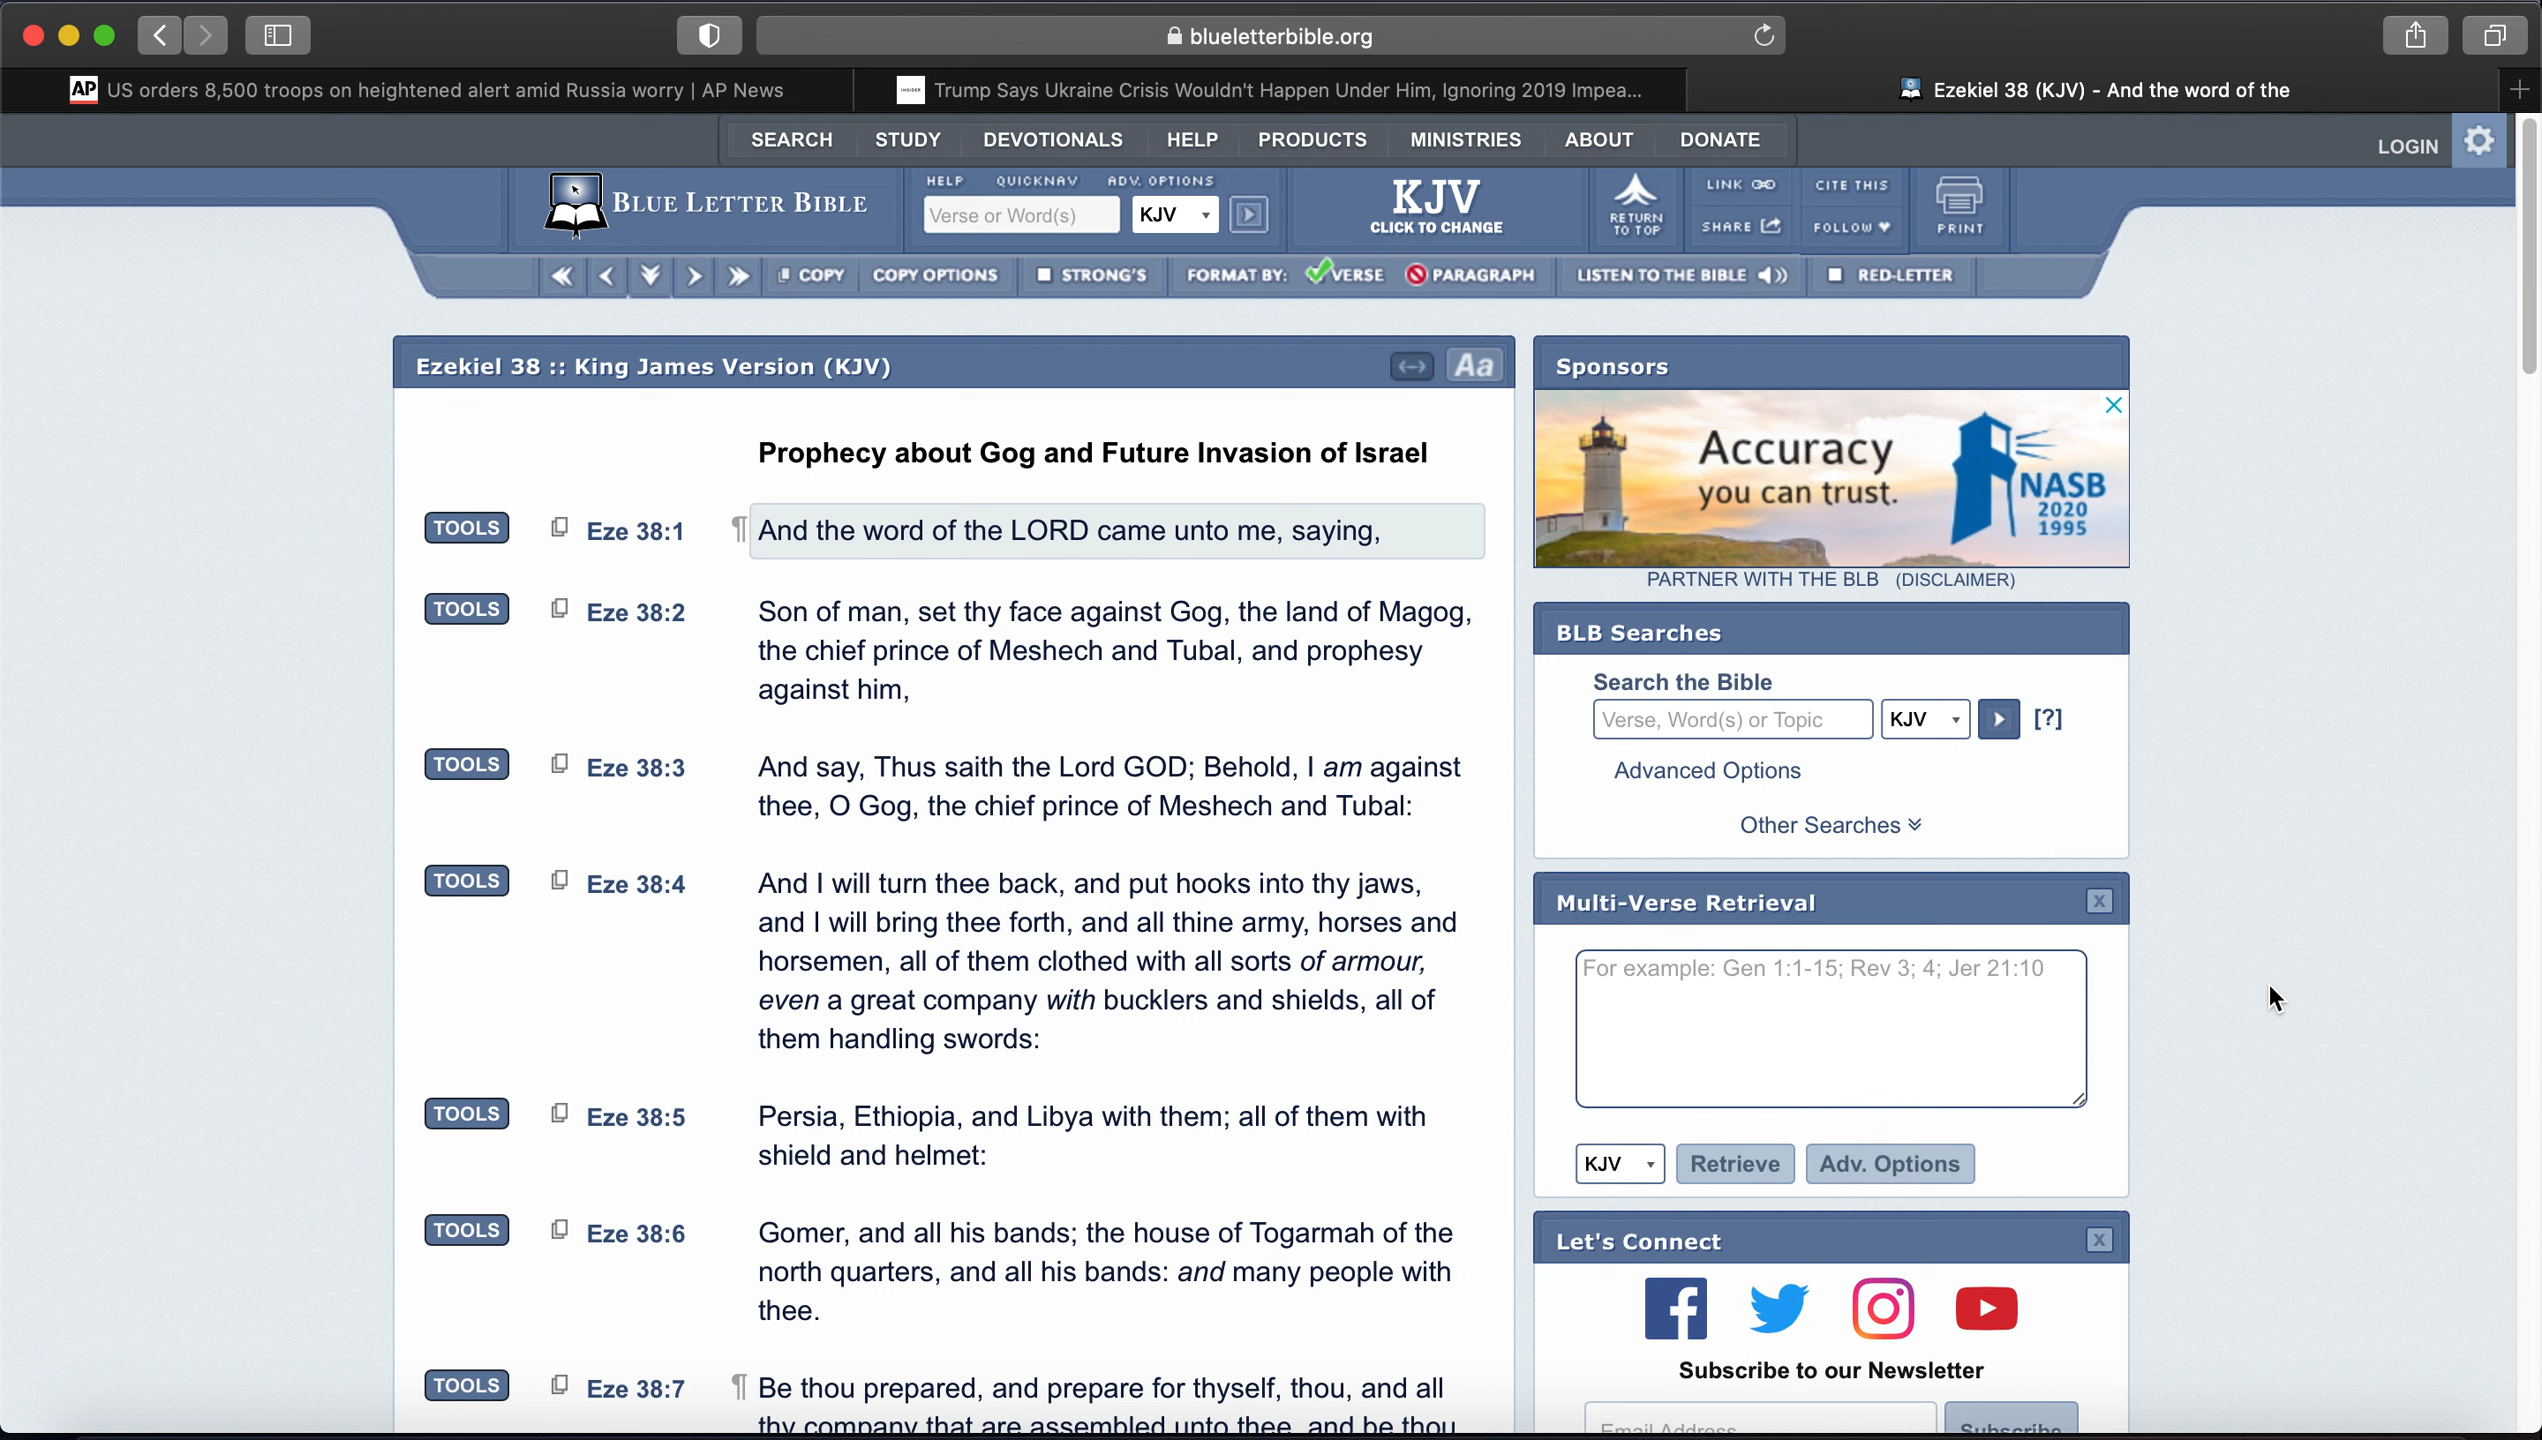 blueletterbible.org
AP US orders 8,500 troops on heightened alert amid Russia worry | AP News
INSIDER Trump Says Ukraine Crisis Wouldn't Happen Under Him, Ignoring 2019 Impea...
Ezekiel 38 (KJV) - And the word of the
SEARCH STUDY DEVOTIONALS HELP PRODUCTS MINISTRIES ABOUT DONATE
LOGIN
BLUE LETTER BIBLE
HELP QUICKNAV ADV. OPTIONS
Verse or Word(s) KJV
KJV
CLICK TO CHANGE
RETURN
TO TOP
LINK CITE THIS
SHARE FOLLOW
PRINT
COPY COPY OPTIONS STRONG'S FORMAT BY: VERSE PARAGRAPH LISTEN TO THE BIBLE RED-LETTER
Ezekiel 38 :: King James Version (KJV) Aa
Prophecy about Gog and Future Invasion of Israel
TOOLS Eze 38:1 ¶ And the word of the LORD came unto me, saying,
TOOLS Eze 38:2 Son of man, set thy face against Gog, the land of Magog,
the chief prince of Meshech and Tubal, and prophesy
against him,
TOOLS Eze 38:3 And say, Thus saith the Lord GOD; Behold, I am against
thee, O Gog, the chief prince of Meshech and Tubal:
TOOLS Eze 38:4 And I will turn thee back, and put hooks into thy jaws,
and I will bring thee forth, and all thine army, horses and
horsemen, all of them clothed with all sorts of armour,
even a great company with bucklers and shields, all of
them handling swords:
TOOLS Eze 38:5 Persia, Ethiopia, and Libya with them; all of them with
shield and helmet:
TOOLS Eze 38:6 Gomer, and all his bands; the house of Togarmah of the
north quarters, and all his bands: and many people with
thee.
TOOLS Eze 38:7 ¶ Be thou prepared, and prepare for thyself, thou, and all
thy company that are assembled unto thee, and be thou
Sponsors
Accuracy
you can trust.
NASB
2020
1995
PARTNER WITH THE BLB (DISCLAIMER)
BLB Searches
Search the Bible
Verse, Word(s) or Topic KJV [?]
Advanced Options
Other Searches
Multi-Verse Retrieval X
For example: Gen 1:1-15; Rev 3; 4; Jer 21:10
KJV Retrieve Adv. Options
Let's Connect X
Subscribe to our Newsletter
Email Address Subscribe